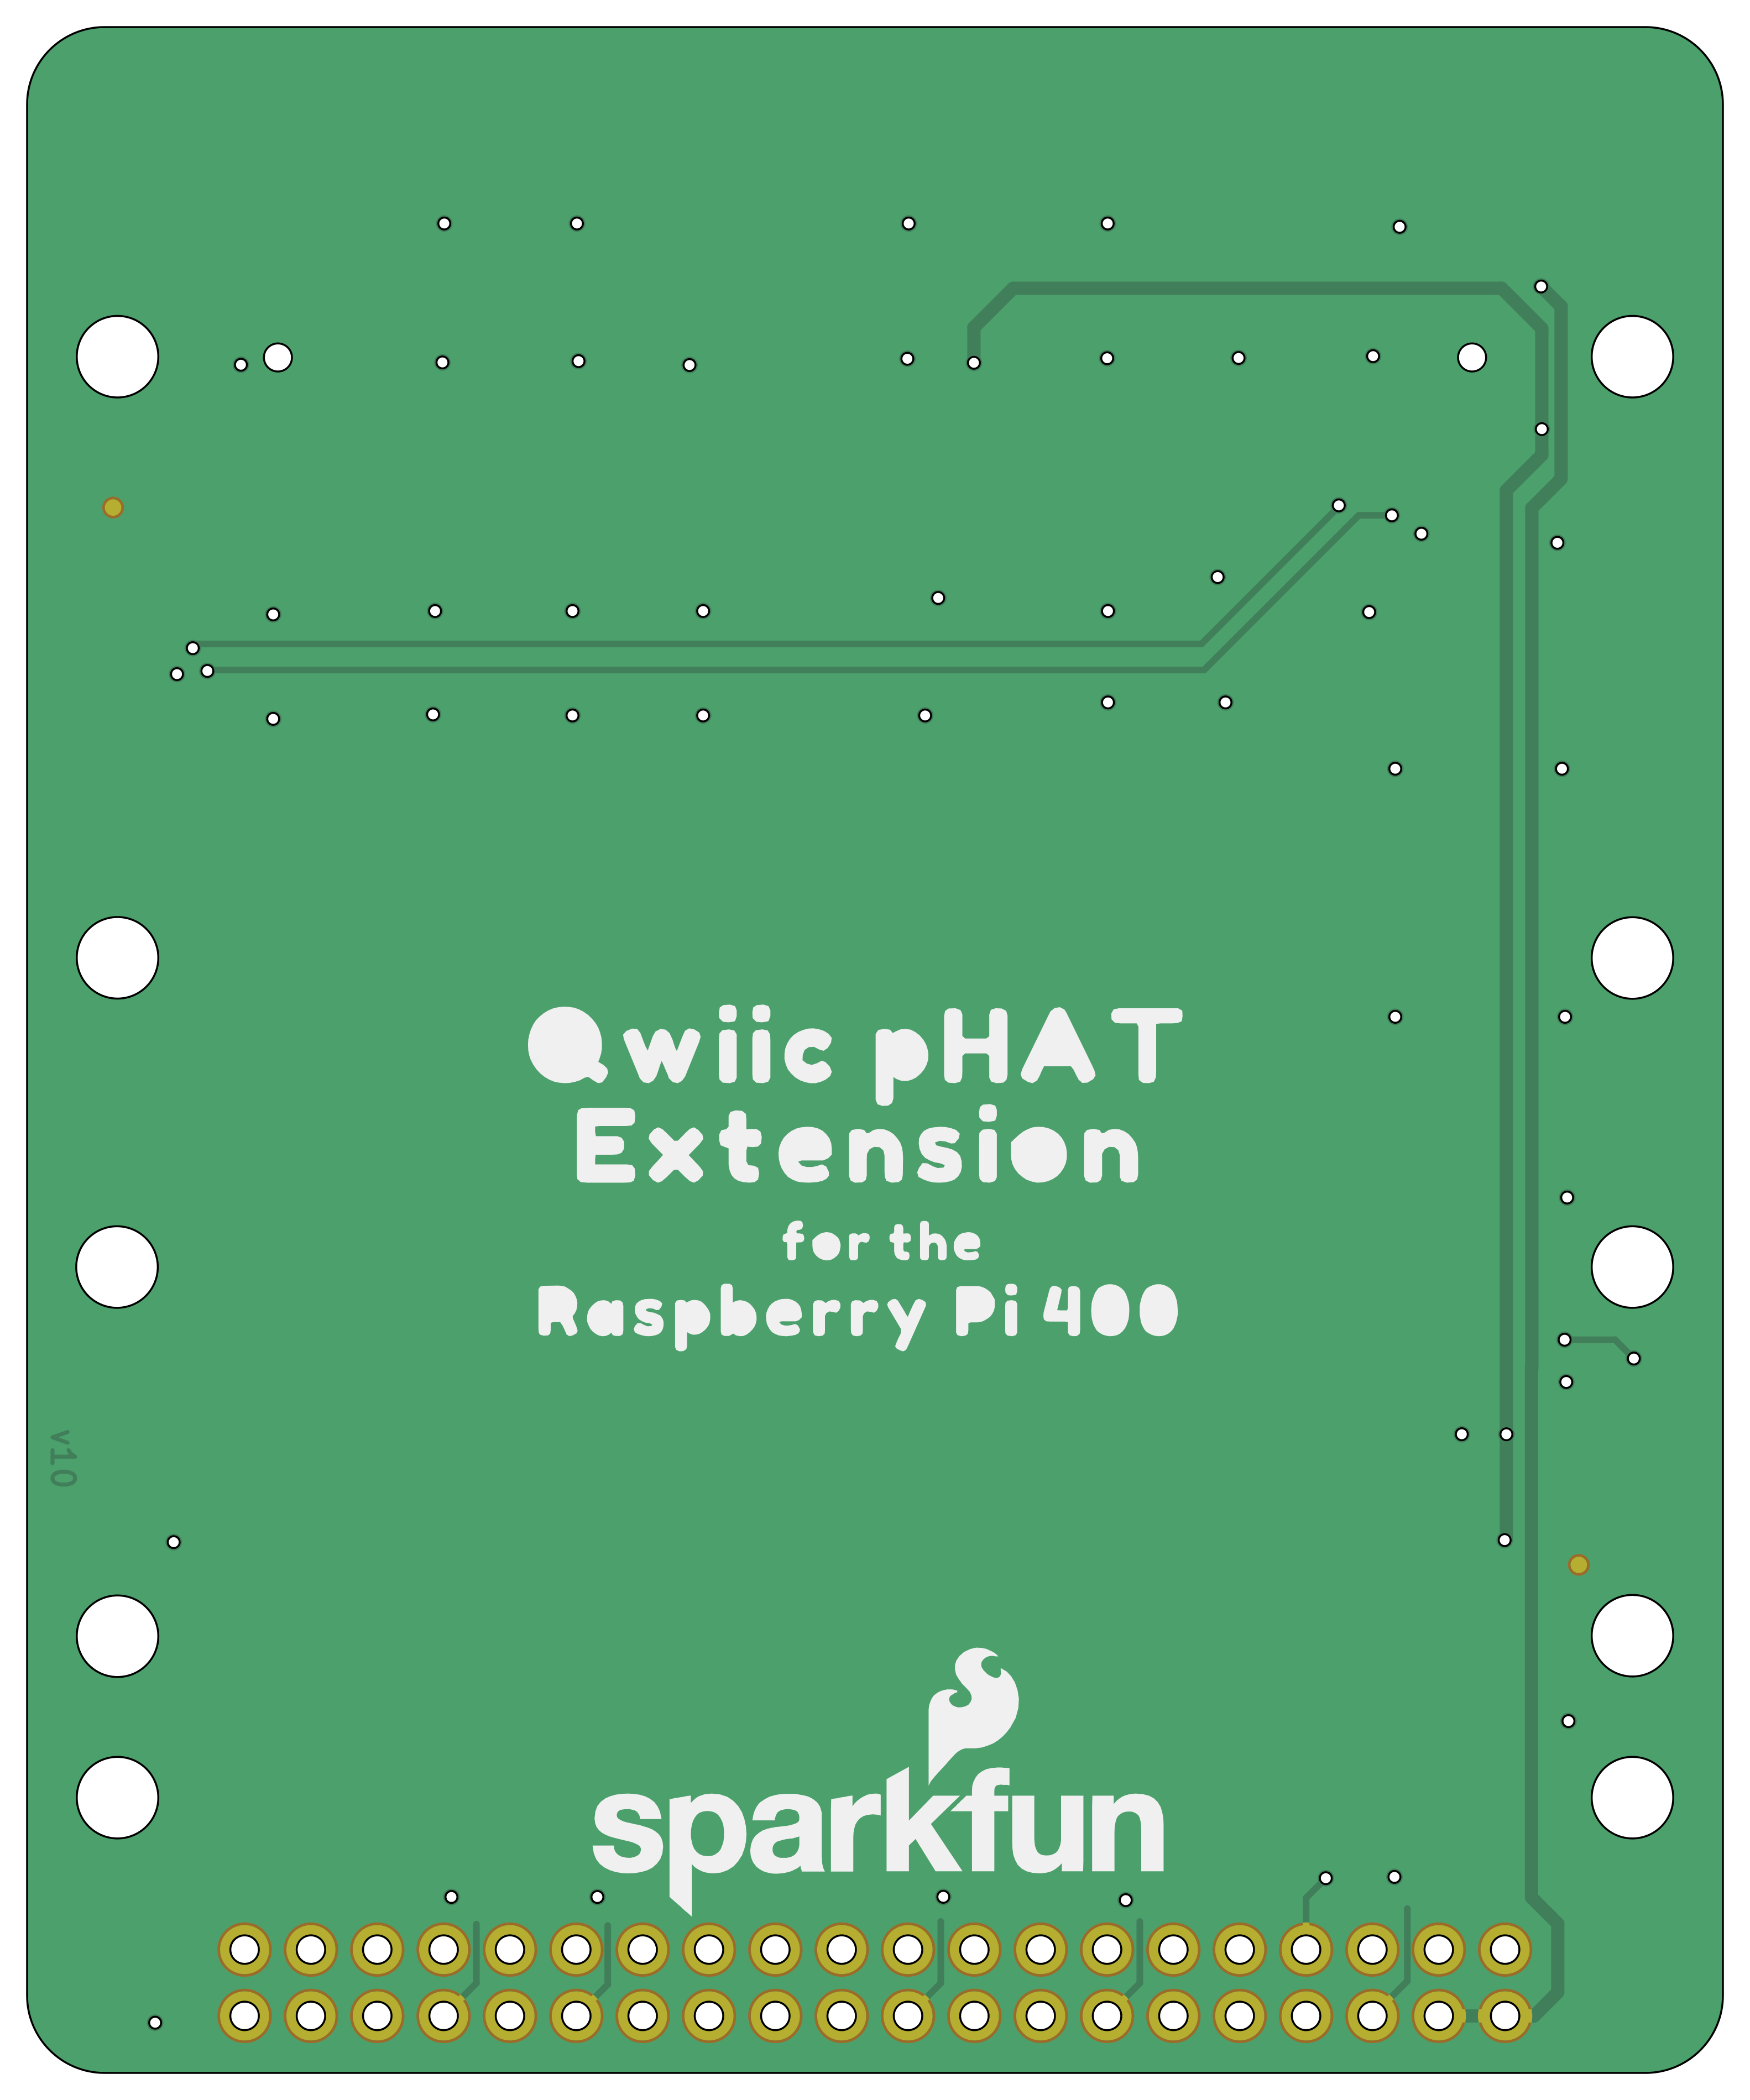 Qwiic pHAT
Extension
for the
Raspberry Pi 400
v10
sparkfun